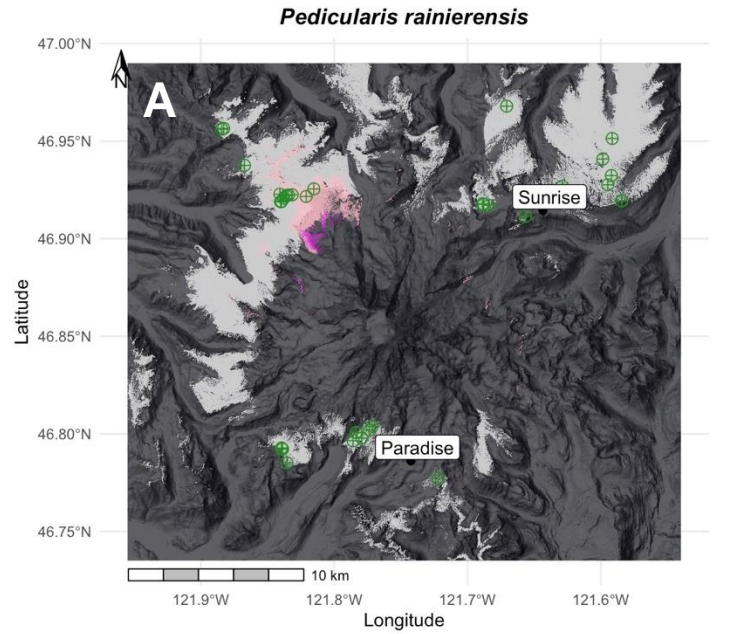 Pedicularis rainierensis
47.00°N
A
46.95°N
Sunrise
46.90°N
Latitude
46.85°N
46.80°N
Paradise
46.75°N
10 km
121.9°W 121.8°W 121.7°W 121.6°W
Longitude